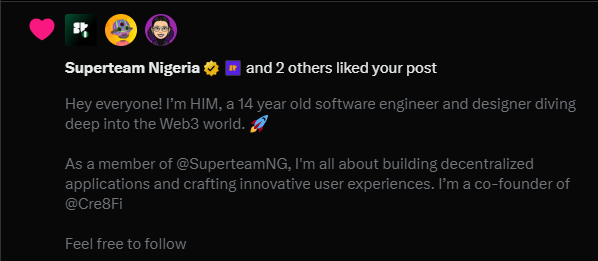 Superteam Nigeria and 2 others liked your post
Hey everyone! I’m HIM, a 14 year old software engineer and designer diving
deep into the Web3 world. 🚀
As a member of @SuperteamNG, I'm all about building decentralized
applications and crafting innovative user experiences. I’m a co-founder of
@Cre8Fi
Feel free to follow